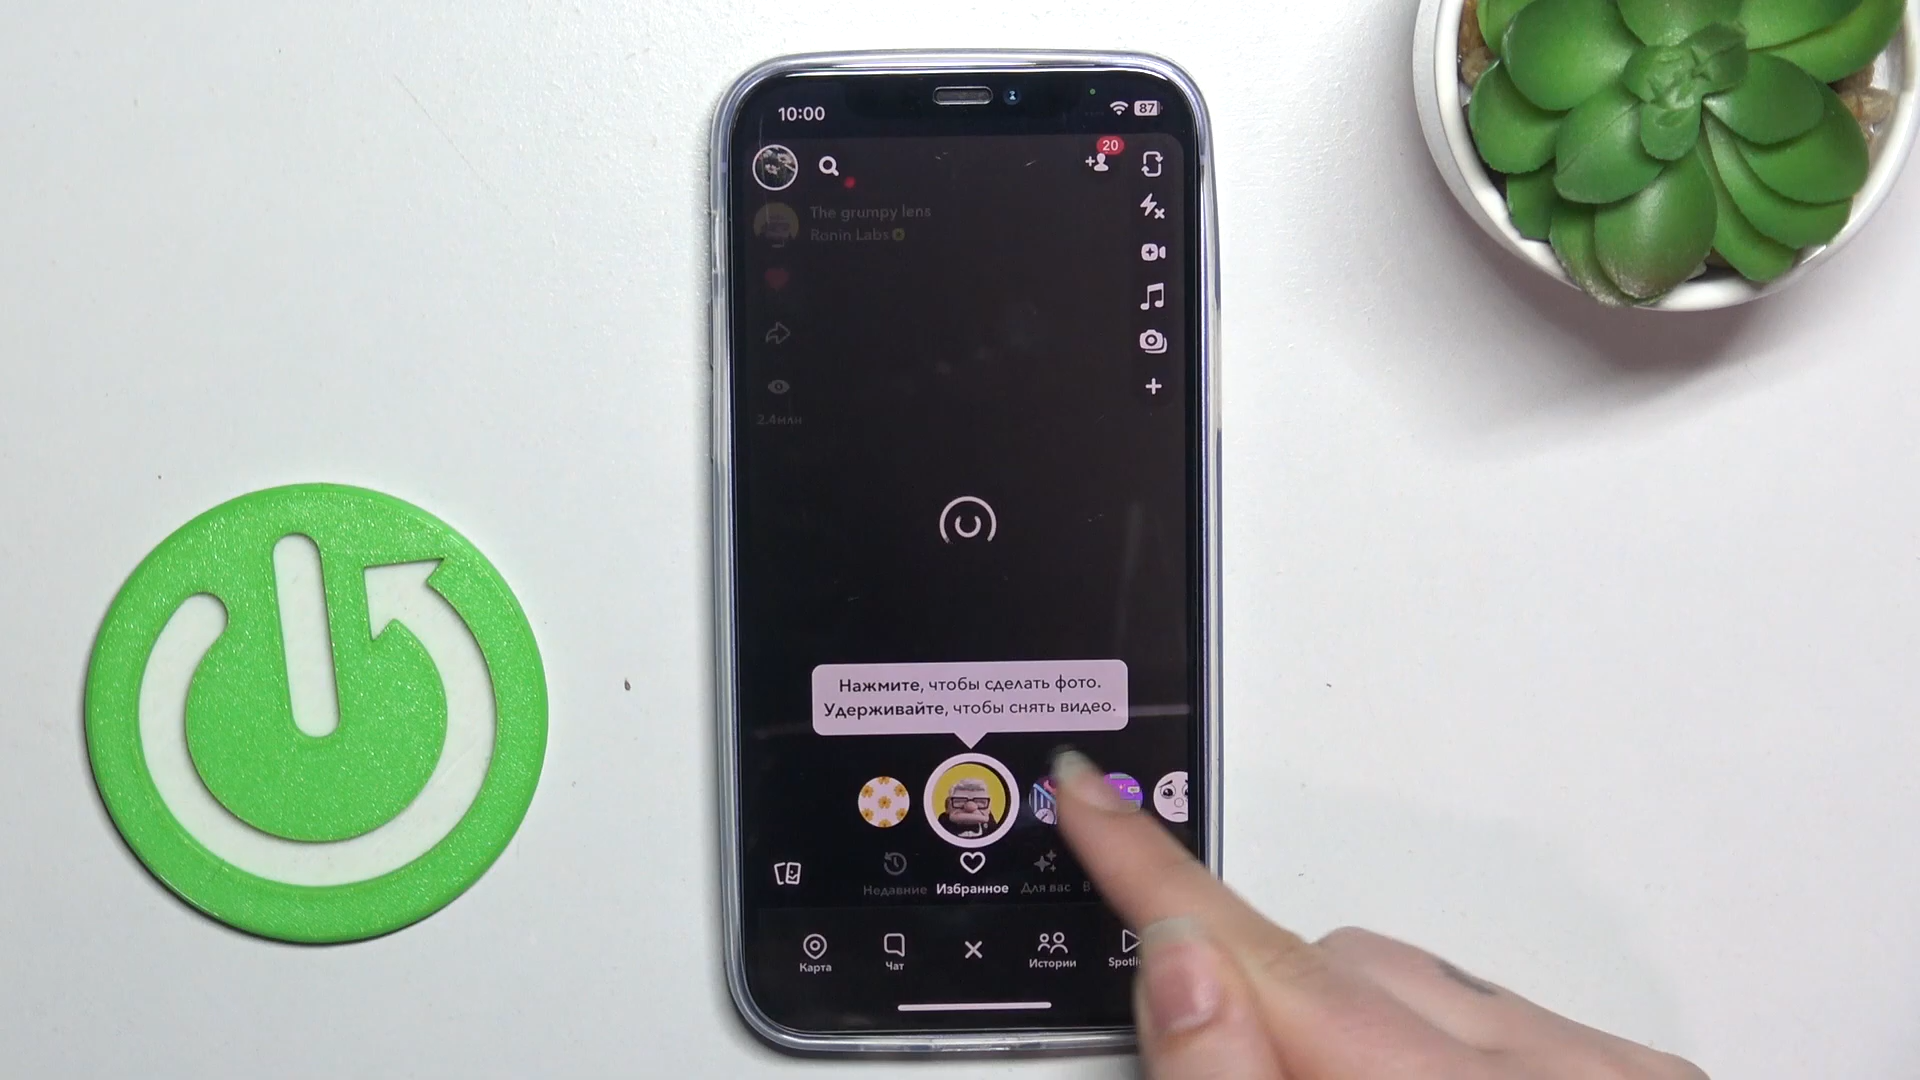 10:00
87
20
The grumpy lens
Ronin Labs
2.4млн
Нажмите, чтобы сделать фото.
Удерживайте, чтобы снять видео.
Недавние Избранное Для вас
Карта Чат Истории